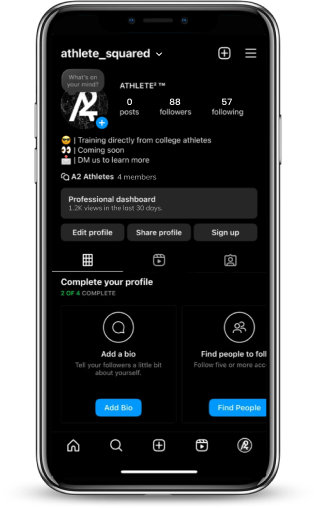 athlete_squared
What's on
your mind?
A2
ATHLETE² ™
0 88 57
posts followers following
😎 | Training directly from college athletes
👀 | Coming soon
📩 | DM us to learn more
A2 Athletes 4 members
Professional dashboard
1.2K views in the last 30 days.
Edit profile Share profile Sign up
Complete your profile
2 OF 4 COMPLETE
Add a bio Find people to foll
Tell your followers a little bit Follow five or more acc
about yourself.
Add Bio Find People